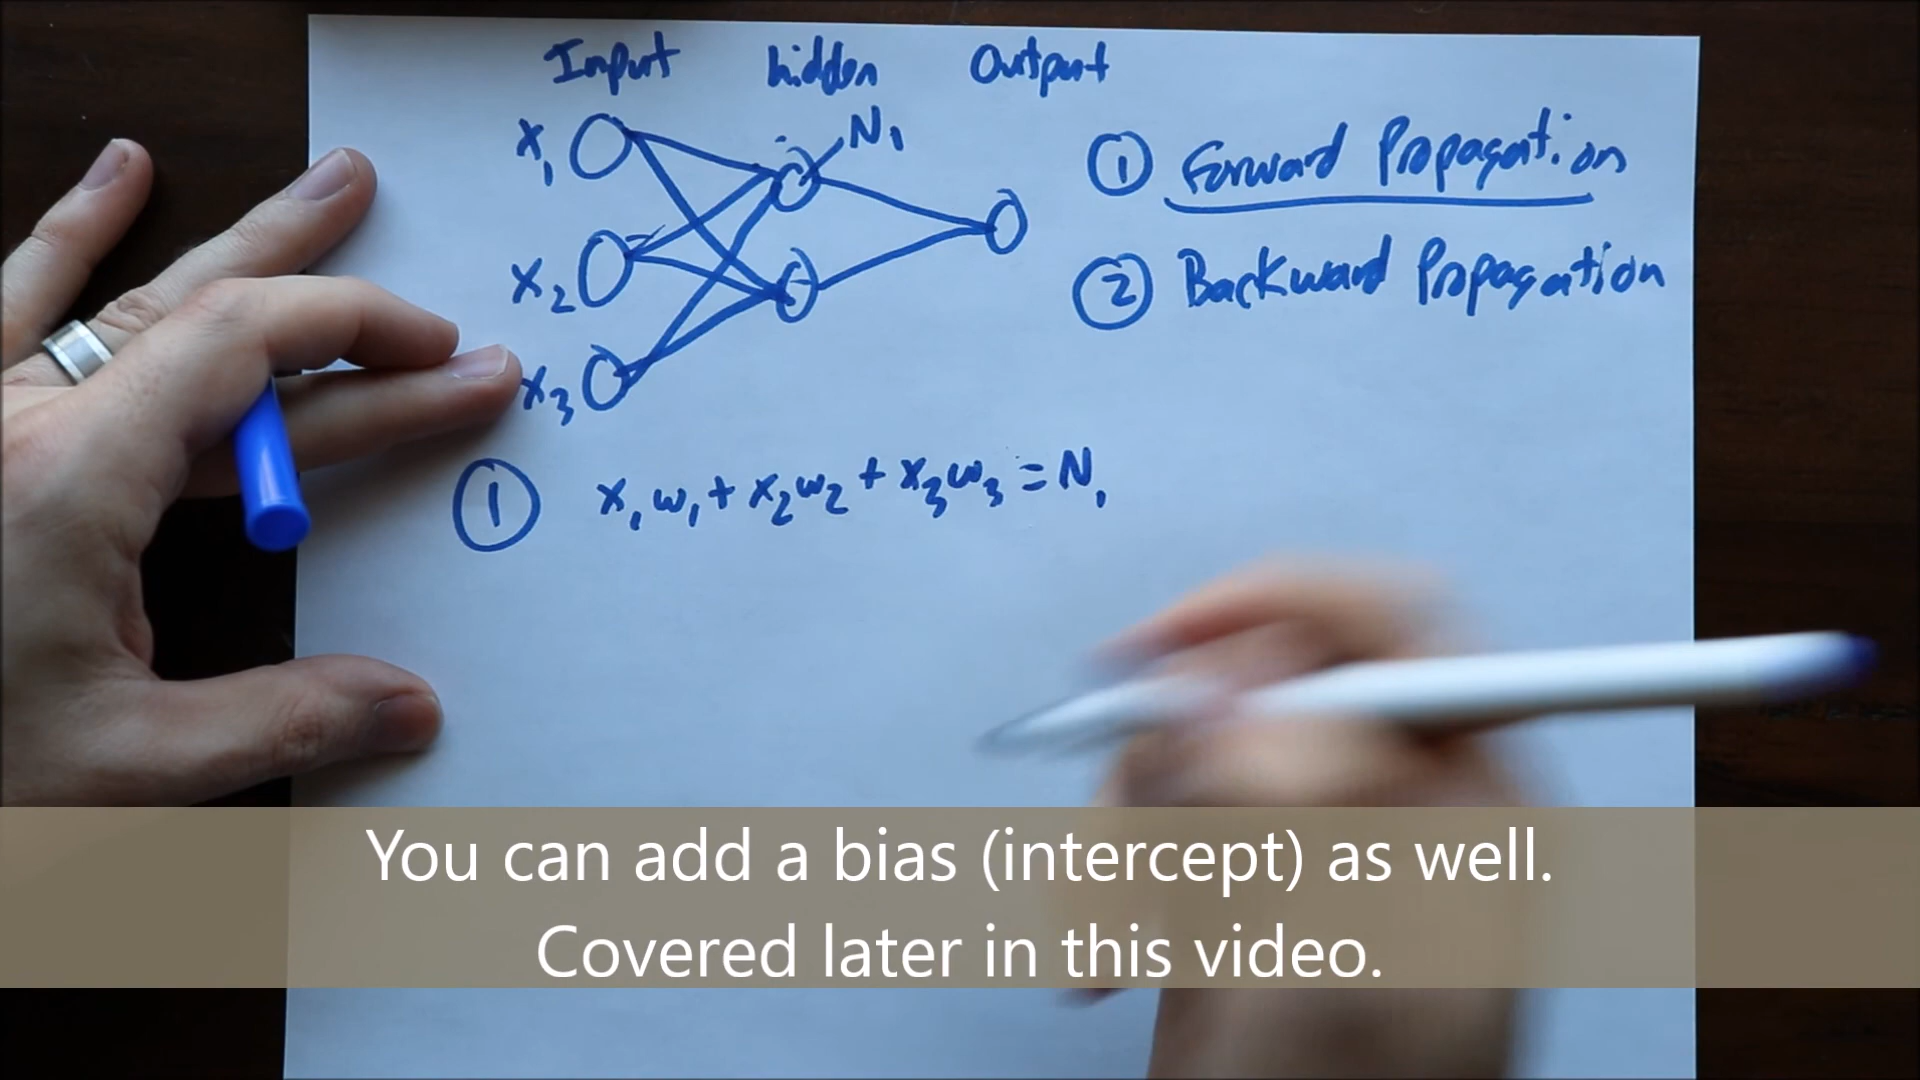 Input hidden Output
x₁ N₁
① Forward Propagation
x₂
② Backward Propagation
x₃
① x₁w₁ + x₂w₂ + x₃w₃ = N₁
You can add a bias (intercept) as well.
Covered later in this video.